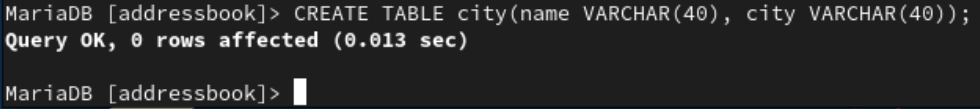 MariaDB [addressbook]> CREATE TABLE city(name VARCHAR(40), city VARCHAR(40));
Query OK, 0 rows affected (0.013 sec)
MariaDB [addressbook]>